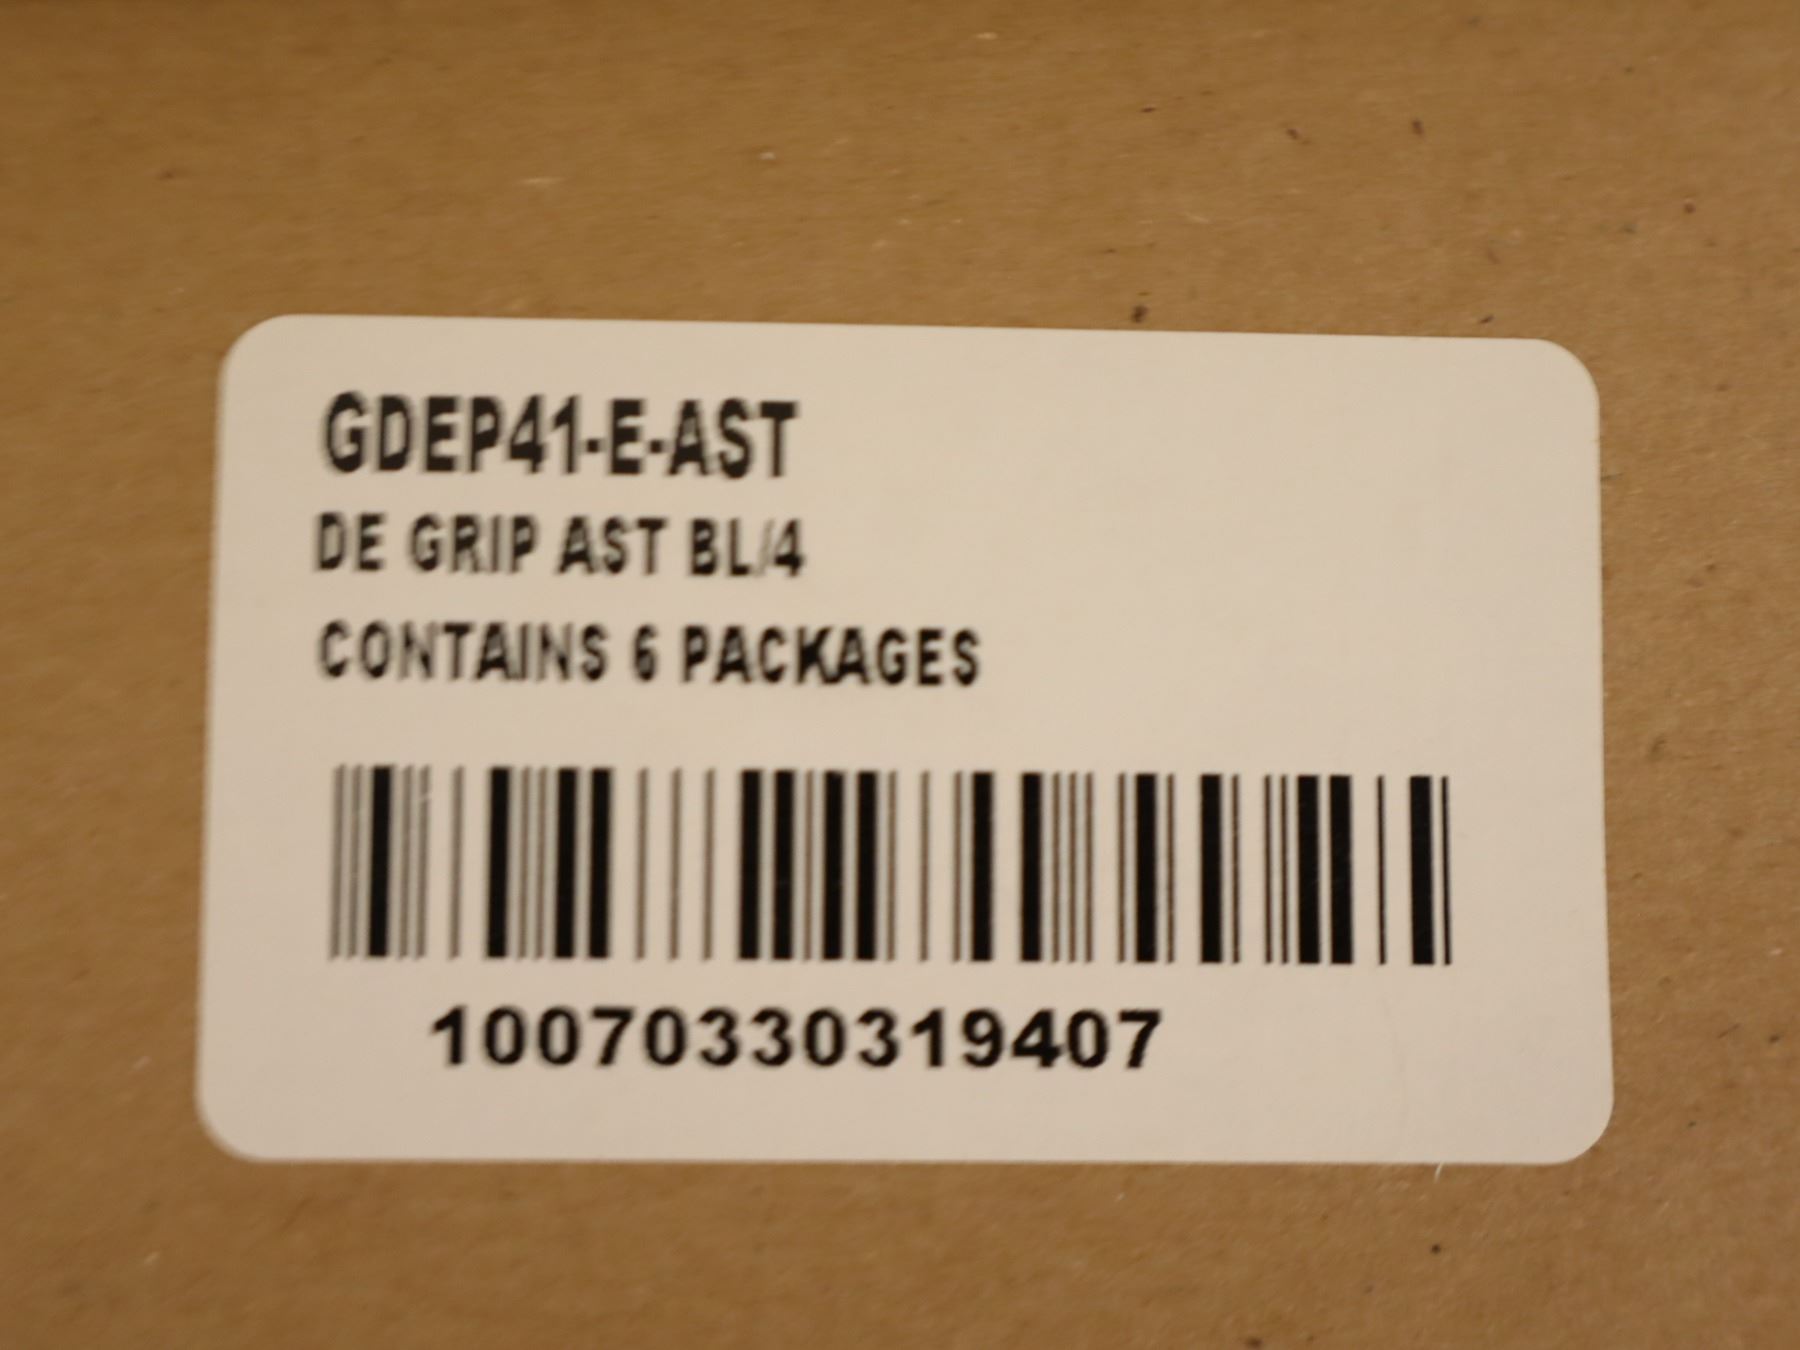 GDEP41-E-AST
DE GRIP AST BL/4
CONTAINS 6 PACKAGES
10070330319407